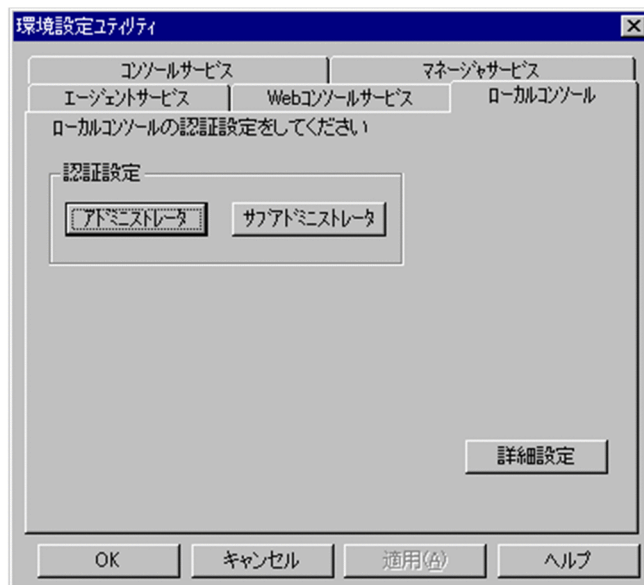 環境設定ユティリティ
コンソールサービス
マネージャサービス
エージェントサービス
Webコンソールサービス
ローカルコンソール
ローカルコンソールの認証設定をしてください
認証設定
アドミニストレータ
サブアドミニストレータ
詳細設定
OK
キャンセル
適用(A)
ヘルプ